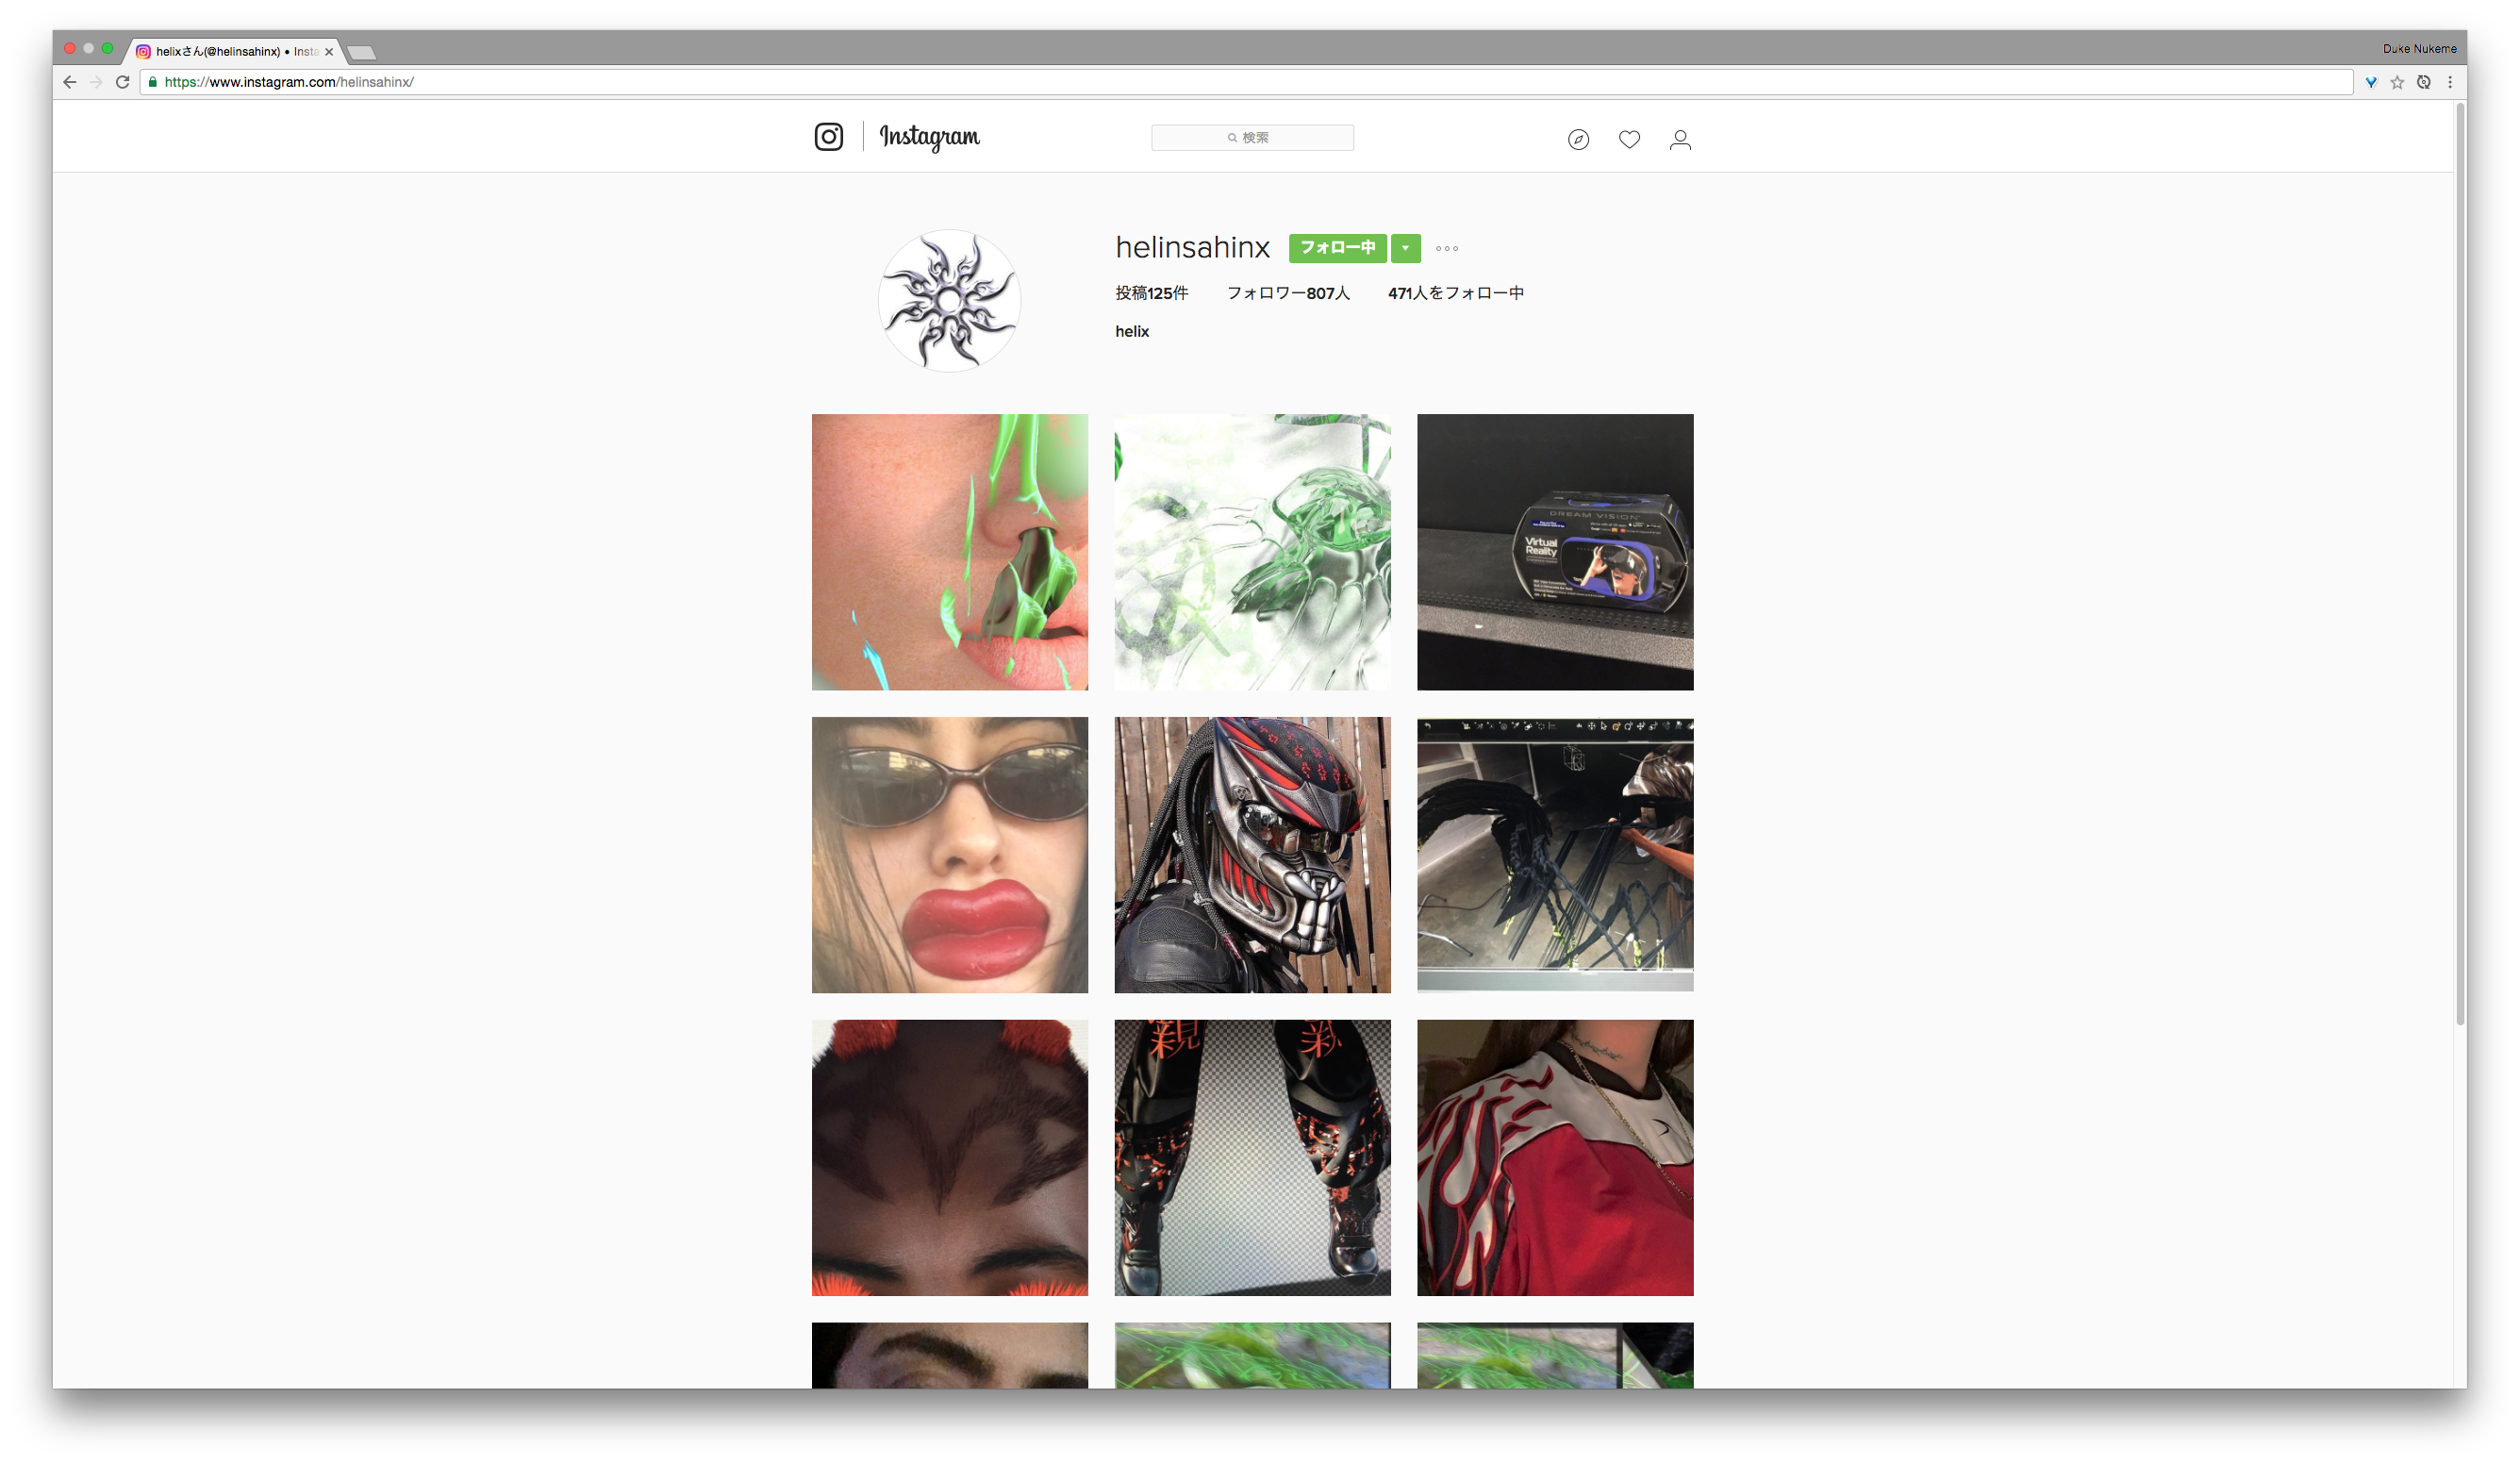 helixさん(@helinsahinx) • Insta
Duke Nukeme
https://www.instagram.com/helinsahinx/
Instagram
検索
helinsahinx
フォロー中
投稿125件
フォロワー807人
471人をフォロー中
helix
DREAM VISION
Virtual
Reality
親